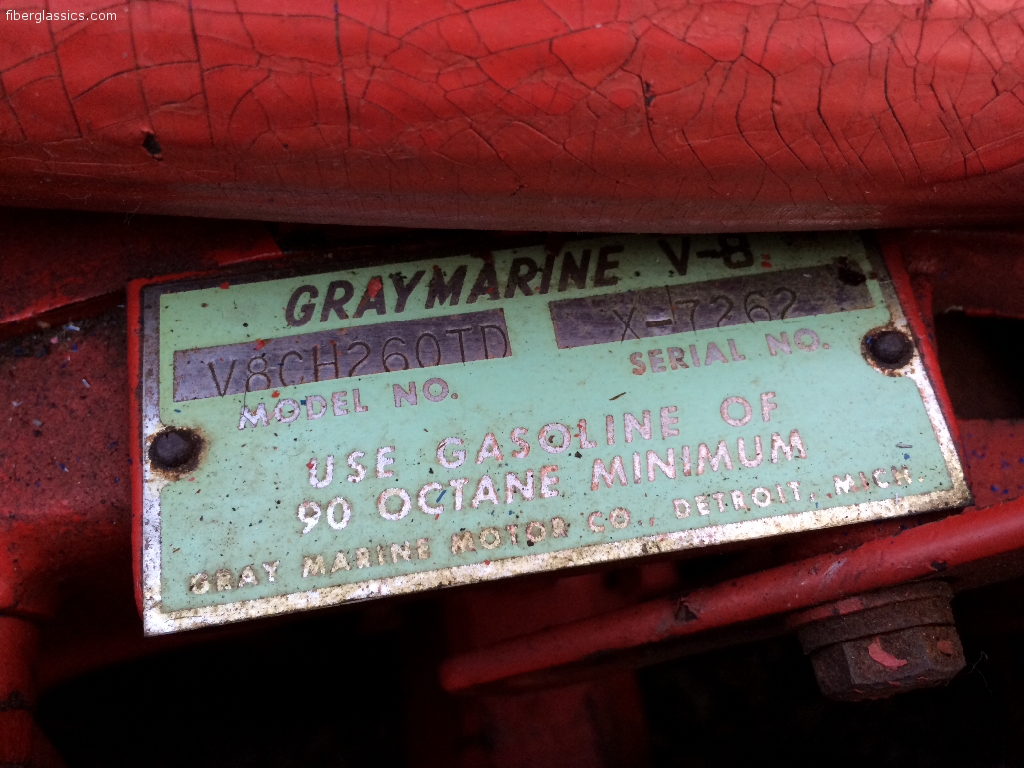 fiberglassics.com
GRAYMARINE V-8
V8CH260TD X-7262
MODEL NO. SERIAL NO.
USE GASOLINE OF
90 OCTANE MINIMUM
GRAY MARINE MOTOR CO., DETROIT, MICH.